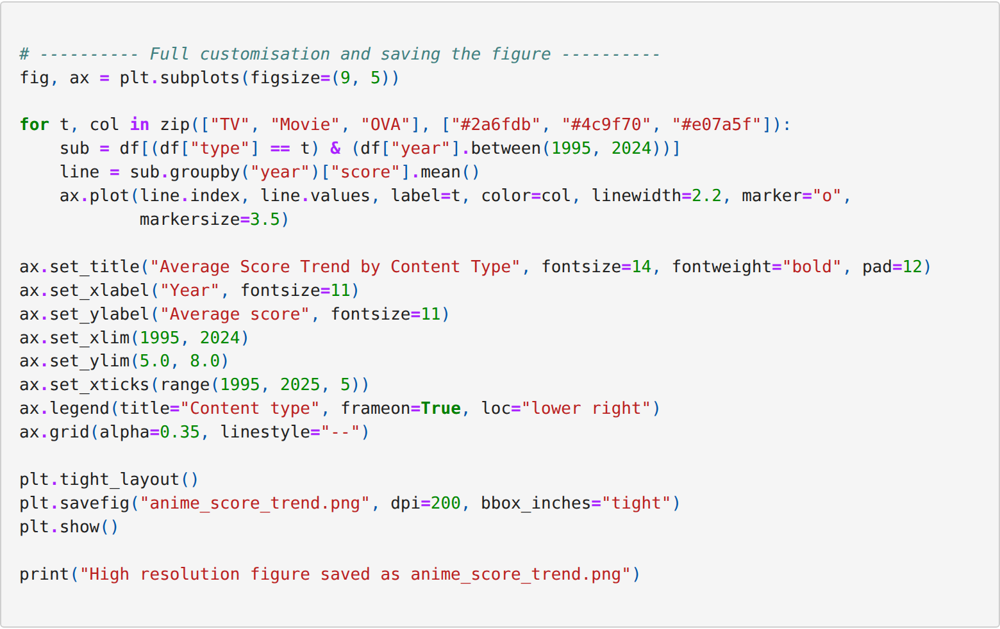 # ---------- Full customisation and saving the figure ----------
fig, ax = plt.subplots(figsize=(9, 5))

for t, col in zip(["TV", "Movie", "OVA"], ["#2a6fdb", "#4c9f70", "#e07a5f"]):
    sub = df[(df["type"] == t) & (df["year"].between(1995, 2024))]
    line = sub.groupby("year")["score"].mean()
    ax.plot(line.index, line.values, label=t, color=col, linewidth=2.2, marker="o",
            markersize=3.5)

ax.set_title("Average Score Trend by Content Type", fontsize=14, fontweight="bold", pad=12)
ax.set_xlabel("Year", fontsize=11)
ax.set_ylabel("Average score", fontsize=11)
ax.set_xlim(1995, 2024)
ax.set_ylim(5.0, 8.0)
ax.set_xticks(range(1995, 2025, 5))
ax.legend(title="Content type", frameon=True, loc="lower right")
ax.grid(alpha=0.35, linestyle="--")

plt.tight_layout()
plt.savefig("anime_score_trend.png", dpi=200, bbox_inches="tight")
plt.show()

print("High resolution figure saved as anime_score_trend.png")